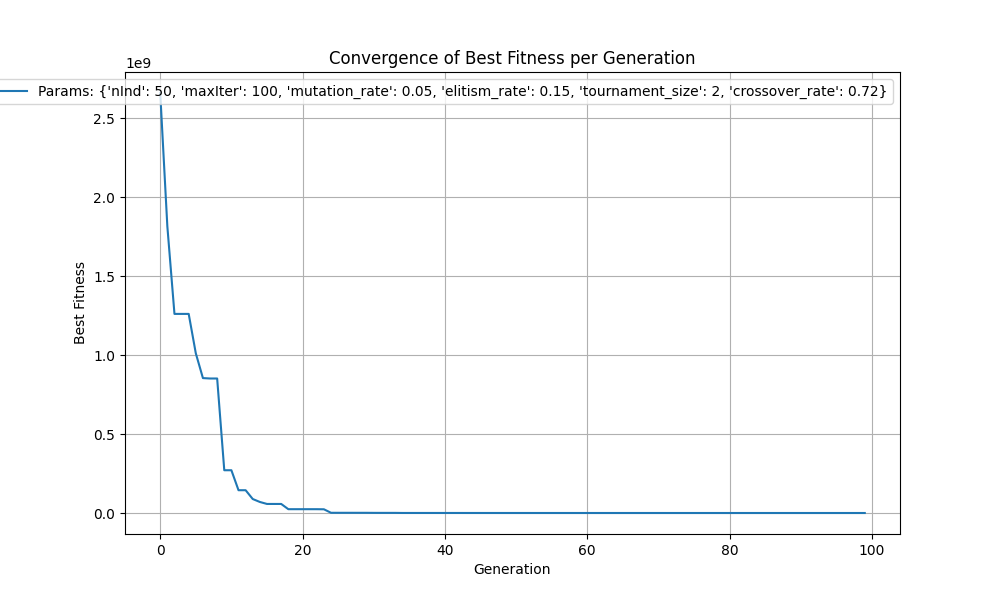 Convergence of Best Fitness per Generation
1e9
Params: {'nInd': 50, 'maxIter': 100, 'mutation_rate': 0.05, 'elitism_rate': 0.15, 'tournament_size': 2, 'crossover_rate': 0.72}
2.5
2.0
1.5
1.0
0.5
0.0
Best Fitness
0 20 40 60 80 100
Generation